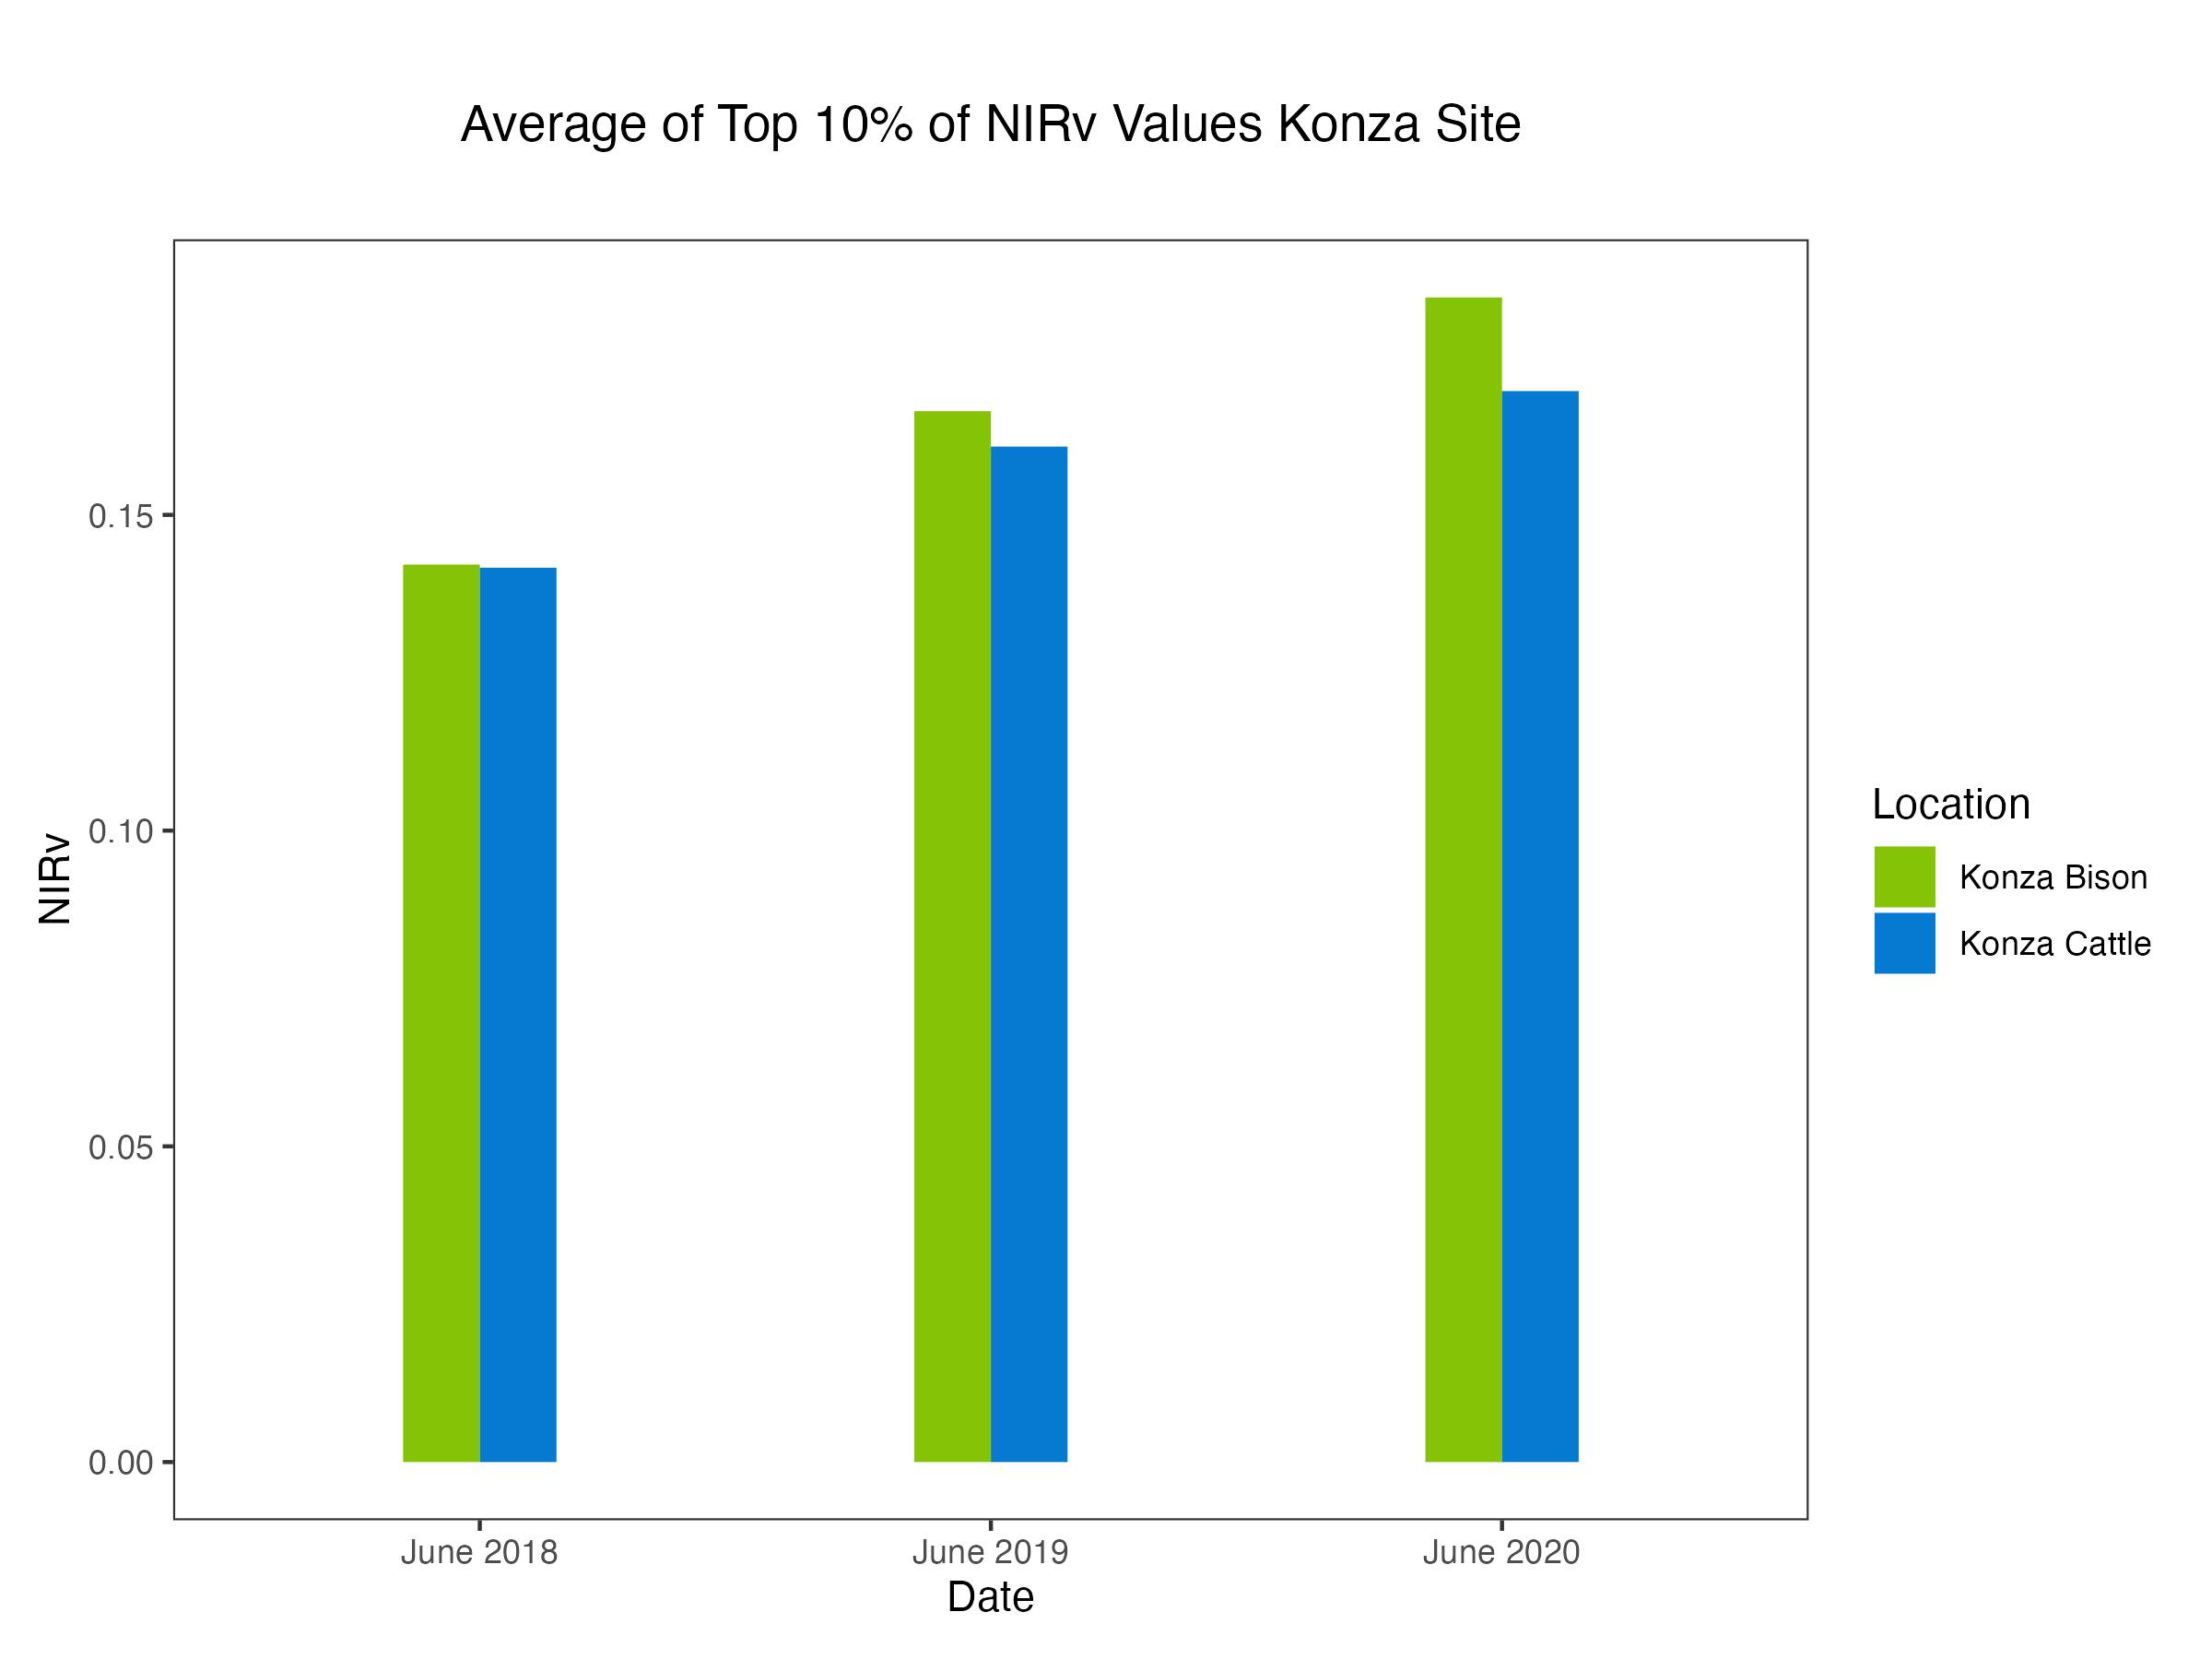 Average of Top 10% of NIRv Values Konza Site
0.15
0.10
0.05
0.00
NIRv
June 2018
June 2019
June 2020
Date
Location
Konza Bison
Konza Cattle